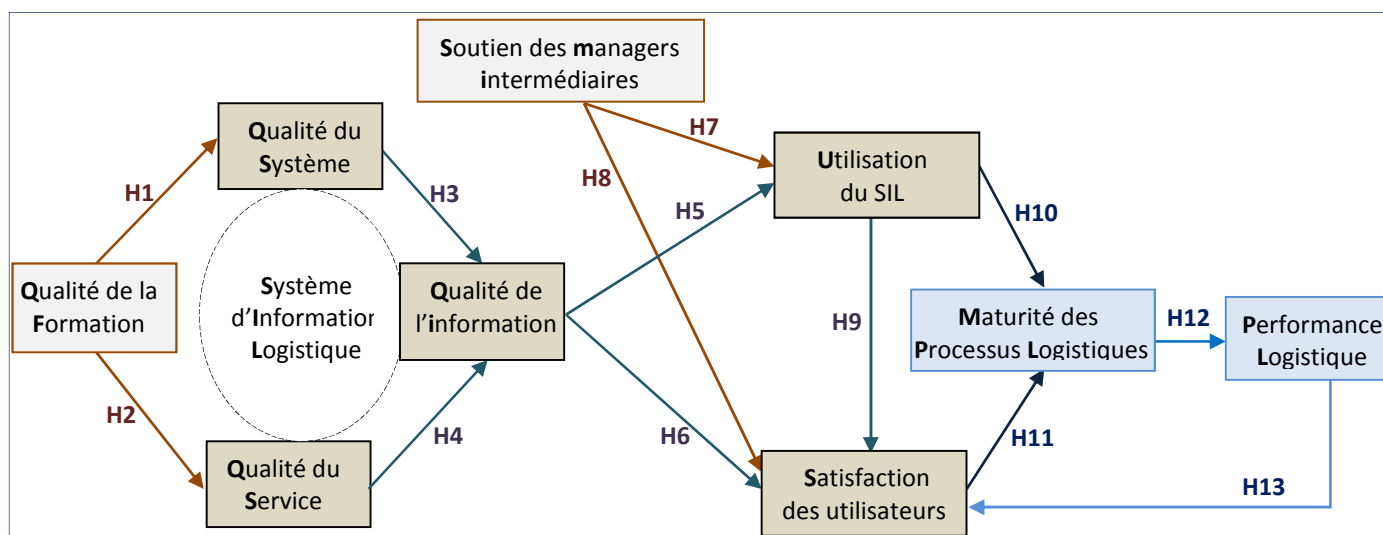 Soutien des managers
intermédiaires
H7
H8
Qualité du
Système
H1
H3
Utilisation
du SIL
H5
H10
Qualité de la
Formation
Système
d'Information
Logistique
Qualité de
l'information
H9
Maturité des
Processus Logistiques
H12
Performance
Logistique
H2
H4
H6
H11
Qualité du
Service
Satisfaction
des utilisateurs
H13